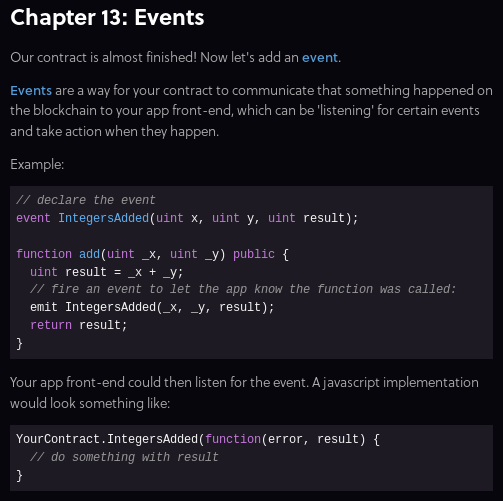 Chapter 13: Events
Our contract is almost finished! Now let's add an event.
Events are a way for your contract to communicate that something happened on
the blockchain to your app front-end, which can be 'listening' for certain events
and take action when they happen.
Example:
// declare the event
event IntegersAdded(uint x, uint y, uint result);
function add(uint _x, uint _y) public {
  uint result = _x + _y;
  // fire an event to let the app know the function was called:
  emit IntegersAdded(_x, _y, result);
  return result;
}
Your app front-end could then listen for the event. A javascript implementation
would look something like:
YourContract.IntegersAdded(function(error, result) {
  // do something with result
}